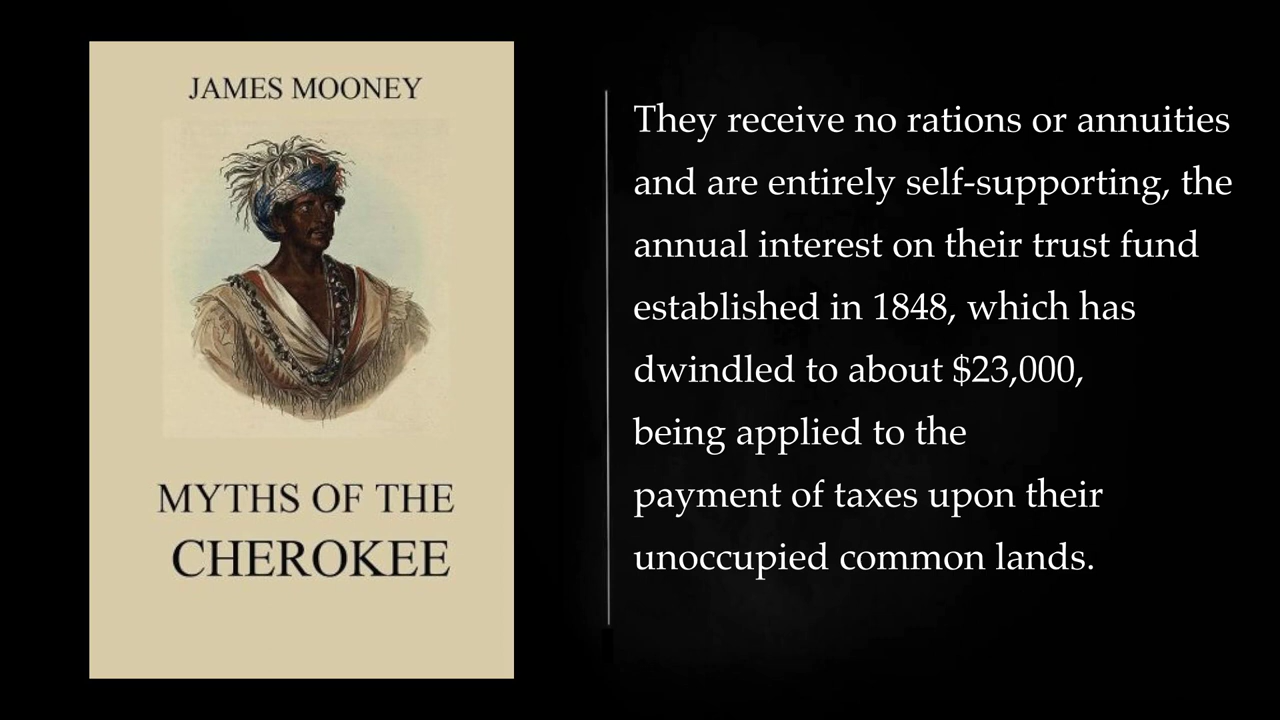 JAMES MOONEY
MYTHS OF THE
CHEROKEE
They receive no rations or annuities
and are entirely self-supporting, the
annual interest on their trust fund
established in 1848, which has
dwindled to about $23,000,
being applied to the
payment of taxes upon their
unoccupied common lands.